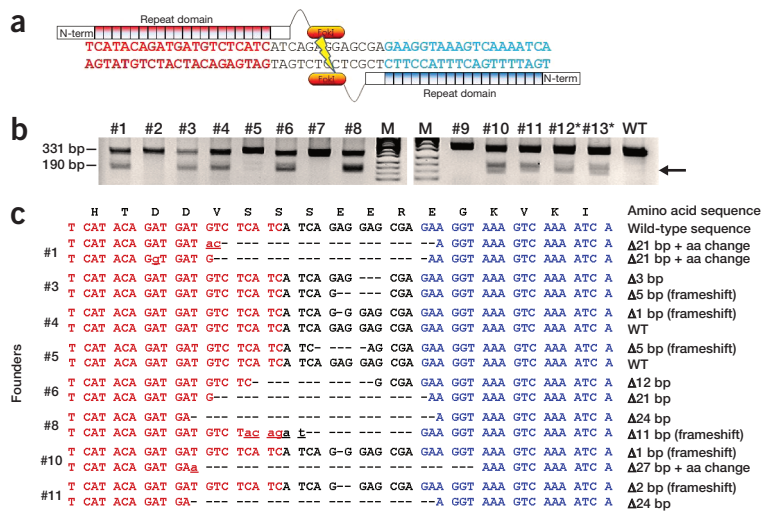 a
Repeat domain
N-term
FokI
TCATACAGATGATGTCTCATCATCAGAGGAGCGAGAAGGTAAAGTCAAAATCA
AGTATGTCTACTACAGAGTAGTAGTCTCCTCGCTCTTCCATTTCAGTTTTAGT
FokI
N-term
Repeat domain
b
#1 #2 #3 #4 #5 #6 #7 #8 M M #9 #10 #11 #12* #13* WT
331 bp
190 bp
c
H T D D V S S S E E R E G K V K I Amino acid sequence
T CAT ACA GAT GAT GTC TCA TCA TCA GAG GAG CGA GAA GGT AAA GTC AAA ATC A Wild-type sequence
#1
T CAT ACA GAT GAT ac- --- --- --- --- --- --- -AA GGT AAA GTC AAA ATC A Δ21 bp + aa change
T CAT ACA GgT GAT G-- --- --- --- --- --- --- -AA GGT AAA GTC AAA ATC A Δ21 bp + aa change
#3
T CAT ACA GAT GAT GTC TCA TCA TCA GAG --- CGA GAA GGT AAA GTC AAA ATC A Δ3 bp
T CAT ACA GAT GAT GTC TCA TCA TCA G-- --- CGA GAA GGT AAA GTC AAA ATC A Δ5 bp (frameshift)
#4
T CAT ACA GAT GAT GTC TCA TCA TCA G-G GAG CGA GAA GGT AAA GTC AAA ATC A Δ1 bp (frameshift)
T CAT ACA GAT GAT GTC TCA TCA TCA GAG GAG CGA GAA GGT AAA GTC AAA ATC A WT
#5
T CAT ACA GAT GAT GTC TCA TCA TC- --- -AG CGA GAA GGT AAA GTC AAA ATC A Δ5 bp (frameshift)
T CAT ACA GAT GAT GTC TCA TCA TCA GAG GAG CGA GAA GGT AAA GTC AAA ATC A WT
#6
T CAT ACA GAT GAT GTC TC- --- --- --- --G CGA GAA GGT AAA GTC AAA ATC A Δ12 bp
T CAT ACA GAT GAT G-- --- --- --- --- --- --- -AA GGT AAA GTC AAA ATC A Δ21 bp
#8
T CAT ACA GAT GA- --- --- --- --- --- --- --- --A GGT AAA GTC AAA ATC A Δ24 bp
T CAT ACA GAT GAT GTC Tac aga t-- --- --- --- GAA GGT AAA GTC AAA ATC A Δ11 bp (frameshift)
#10
T CAT ACA GAT GAT GTC TCA TCA TCA G-G GAG CGA GAA GGT AAA GTC AAA ATC A Δ1 bp (frameshift)
T CAT ACA GAT GAa --- --- --- --- --- --- --- --- --- AAA GTC AAA ATC A Δ27 bp + aa change
#11
T CAT ACA GAT GAT GTC TCA TCA TCA GAG --G CGA GAA GGT AAA GTC AAA ATC A Δ2 bp (frameshift)
T CAT ACA GAT GA- --- --- --- --- --- --- --- --A GGT AAA GTC AAA ATC A Δ24 bp
Founders